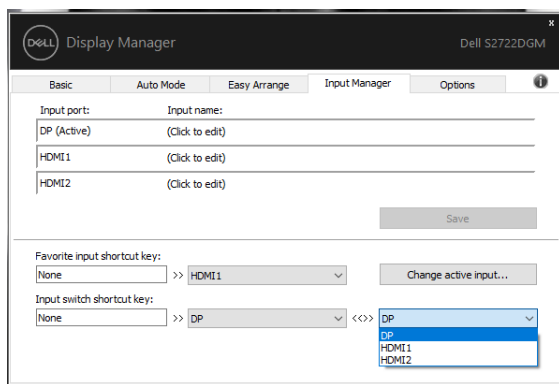 x
DELL Display Manager Dell S2722DGM
Basic Auto Mode Easy Arrange Input Manager Options i
Input port: Input name:
DP (Active) (Click to edit)
HDMI1 (Click to edit)
HDMI2 (Click to edit)
Save
Favorite input shortcut key:
None >> HDMI1 Change active input...
Input switch shortcut key:
None >> DP <<>> DP
DP
HDMI1
HDMI2